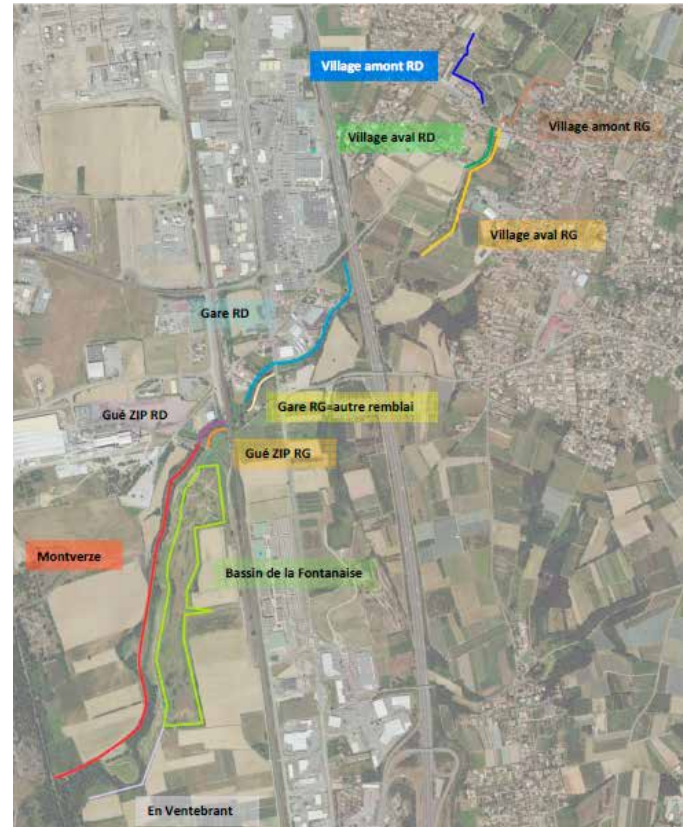 Village amont RD
Village amont RG
Village aval RD
Village aval RG
Gare RD
Gare RG=autre remblai
Gué ZIP RD
Gué ZIP RG
Montverze
Bassin de la Fontanaise
En Ventebrant